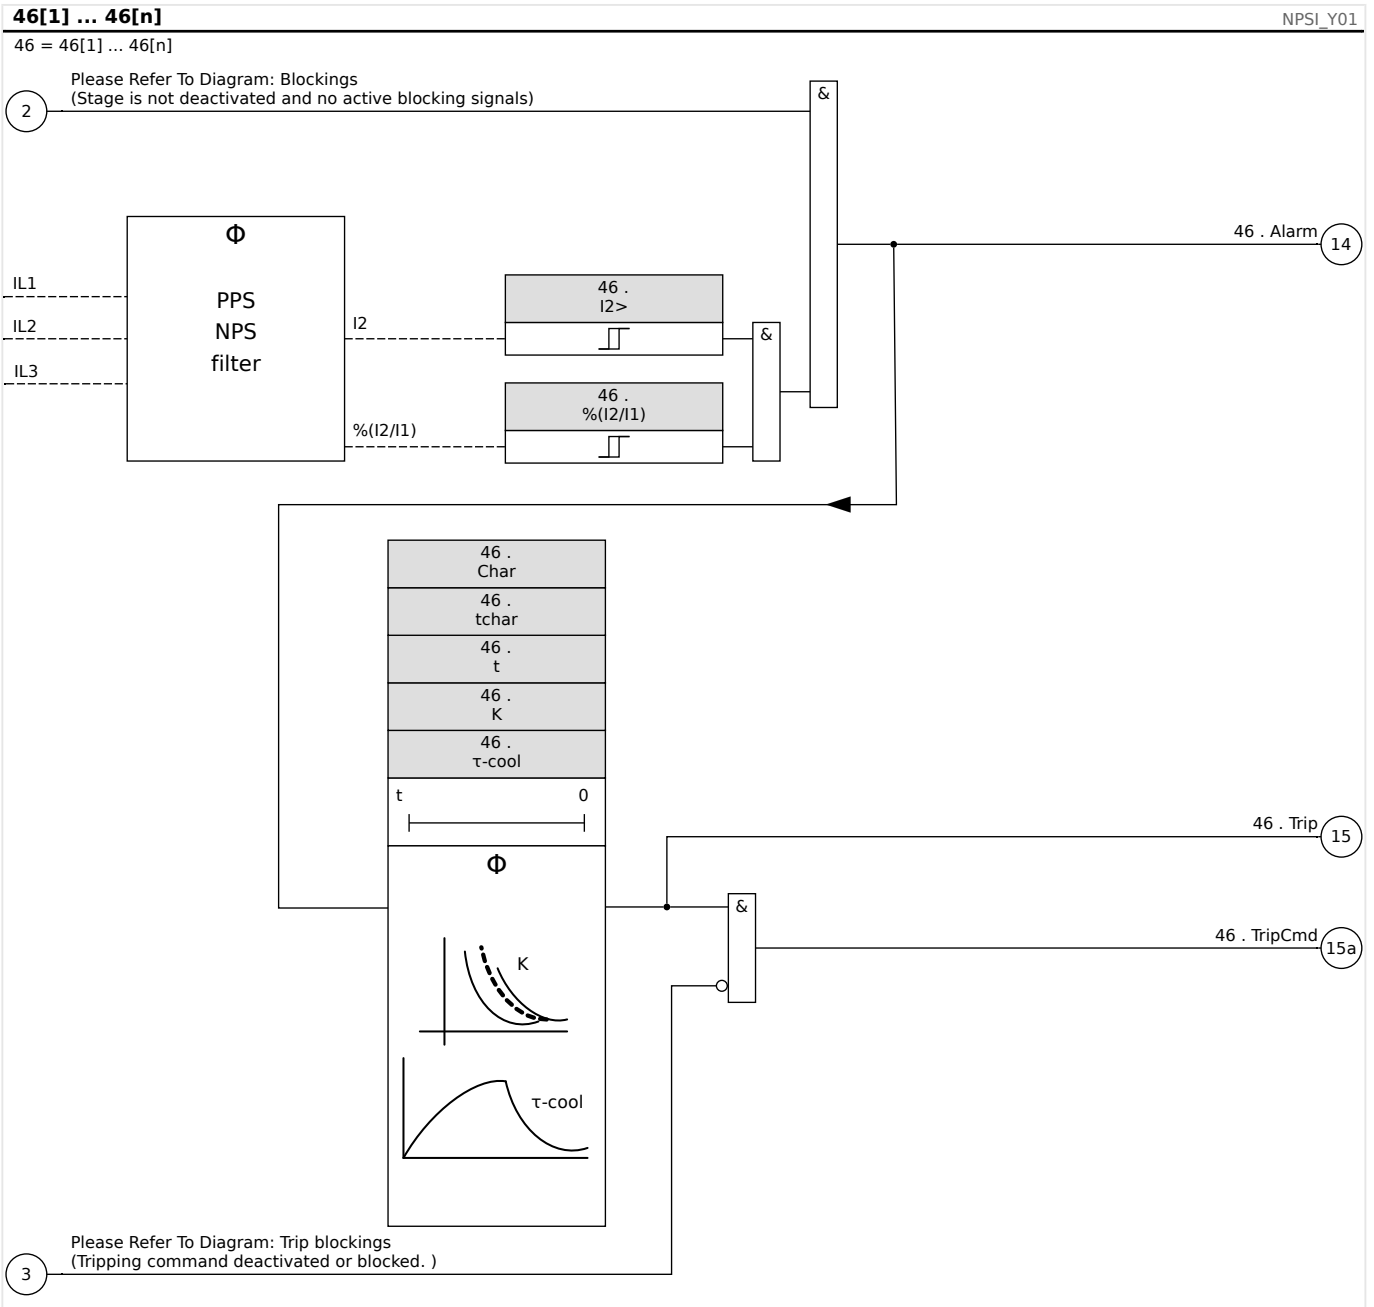 46[1] ... 46[n]
NPSI_Y01
46 = 46[1] ... 46[n]
Please Refer To Diagram: Blockings
2
(Stage is not deactivated and no active blocking signals)
&
46 . Alarm
14
Φ
PPS
NPS
filter
IL1
IL2
IL3
I2
%(I2/I1)
46 .
I2>
46 .
%(I2/I1)
&
46 .
Char
46 .
tchar
46 .
t
46 .
K
46 .
τ-cool
t
0
Φ
K
τ-cool
46 . Trip
15
&
46 . TripCmd
15a
Please Refer To Diagram: Trip blockings
(Tripping command deactivated or blocked. )
3